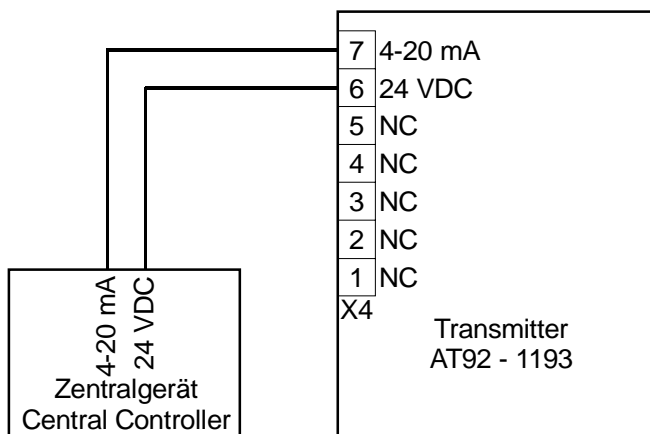 7 4-20 mA
6 24 VDC
5 NC
4 NC
3 NC
2 NC
1 NC
X4
Transmitter
AT92 - 1193
4-20 mA
24 VDC
Zentralgerät
Central Controller